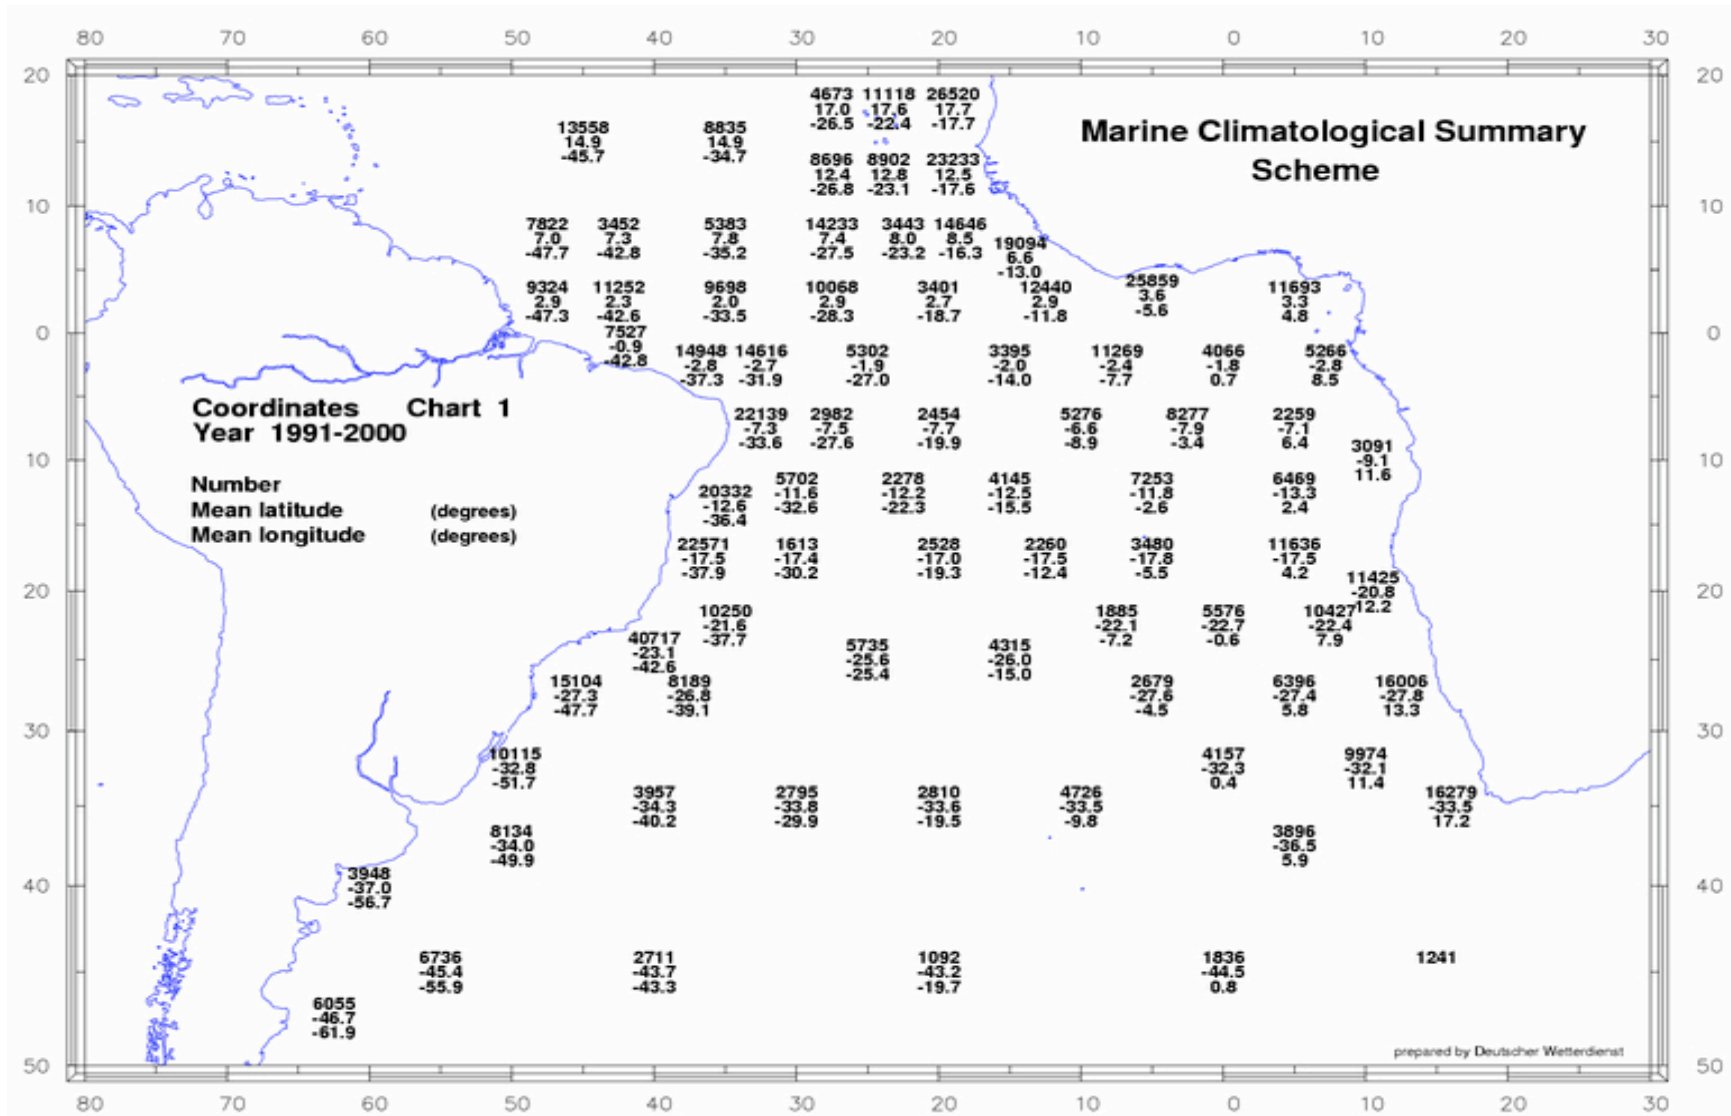 80 70 60 50 40 30 20 10 0 10 20 30
20 20
4673 11118 26520
17.0 17.6 17.7
-26.5 -22.4 -17.7
13558 8835
14.9 14.9
-45.7 -34.7
Marine Climatological Summary
Scheme
8696 8902 23233
12.4 12.8 12.5
-26.8 -23.1 -17.6
10 10
7822 3452 5383 14233 3443 14646
7.0 7.3 7.8 7.4 8.0 8.5
-47.7 -42.8 -35.2 -27.5 -23.2 -16.3
19094
6.6
-13.0
25859
3.6
-5.6
9324 11252 9698 10068 3401 12440 11693
2.9 2.3 2.0 2.9 2.7 2.9 3.3
-47.3 -42.6 -33.5 -28.3 -18.7 -11.8 4.8
0 0
7527
-0.9
-42.8
14948 14616 5302 3395 11269 4066 5266
-2.8 -2.7 -1.9 -2.0 -2.4 -1.8 -2.8
-37.3 -31.9 -27.0 -14.0 -7.7 0.7 8.5
Coordinates Chart 1
Year 1991-2000
22139 2982 2454 5276 8277 2259
-7.3 -7.5 -7.7 -6.6 -7.9 -7.1
-33.6 -27.6 -19.9 -8.9 -3.4 6.4
3091
-9.1
11.6
10 10
Number
Mean latitude (degrees)
Mean longitude (degrees)
5702 2278 4145 7253 6469
-11.6 -12.2 -12.5 -11.8 -13.3
-32.6 -22.3 -15.5 -2.6 2.4
20332
-12.6
-36.4
22571 1613 2528 2260 3480 11636
-17.5 -17.4 -17.0 -17.5 -17.8 -17.5
-37.9 -30.2 -19.3 -12.4 -5.5 4.2
11425
-20.8
12.2
20 20
10250 1885 5576 10427
-21.6 -22.1 -22.7 -22.4
-37.7 -7.2 -0.6 7.9
40717
-23.1
-42.6
5735 4315
-25.6 -26.0
-25.4 -15.0
15104 8189 2679 6396 16006
-27.3 -26.8 -27.6 -27.4 -27.8
-47.7 -39.1 -4.5 5.8 13.3
30 30
10115 4157 9974
-32.8 -32.3 -32.1
-51.7 0.4 11.4
3957 2795 2810 4726 16279
-34.3 -33.8 -33.6 -33.5 -33.5
-40.2 -29.9 -19.5 -9.8 17.2
8134 3896
-34.0 -36.5
-49.9 5.9
3948
-37.0
-56.7
40 40
6736 2711 1092 1836 1241
-45.4 -43.7 -43.2 -44.5
-55.9 -43.3 -19.7 0.8
6055
-46.7
-61.9
prepared by Deutscher Wetterdienst
50 50
80 70 60 50 40 30 20 10 0 10 20 30